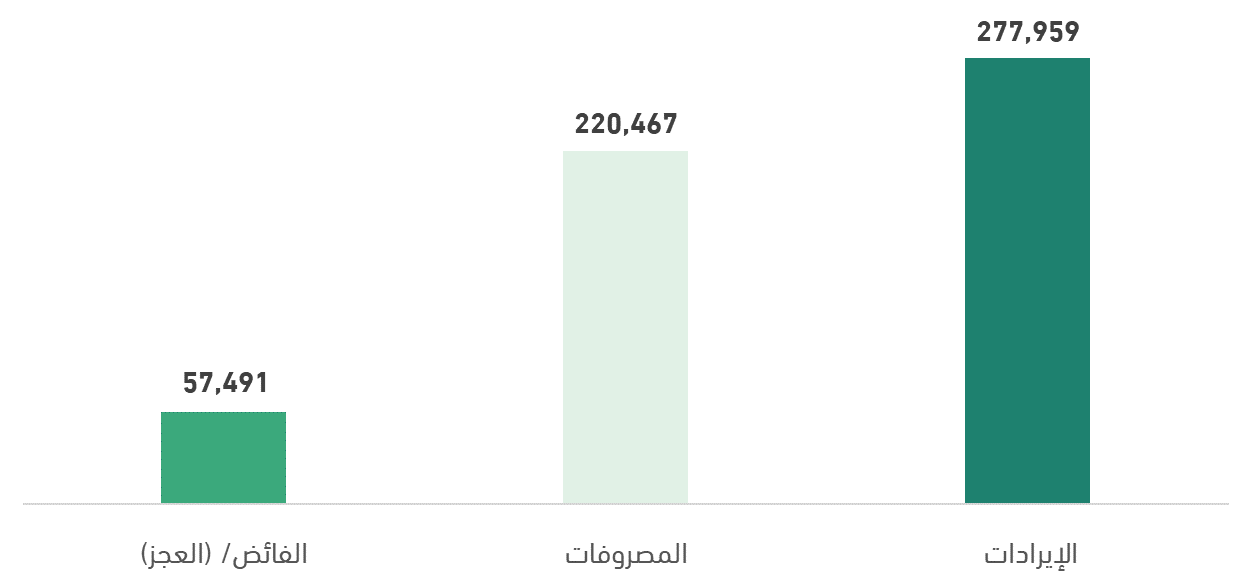 277,959
220,467
57,491
الإيرادات
المصروفات
الفائض/ (العجز)